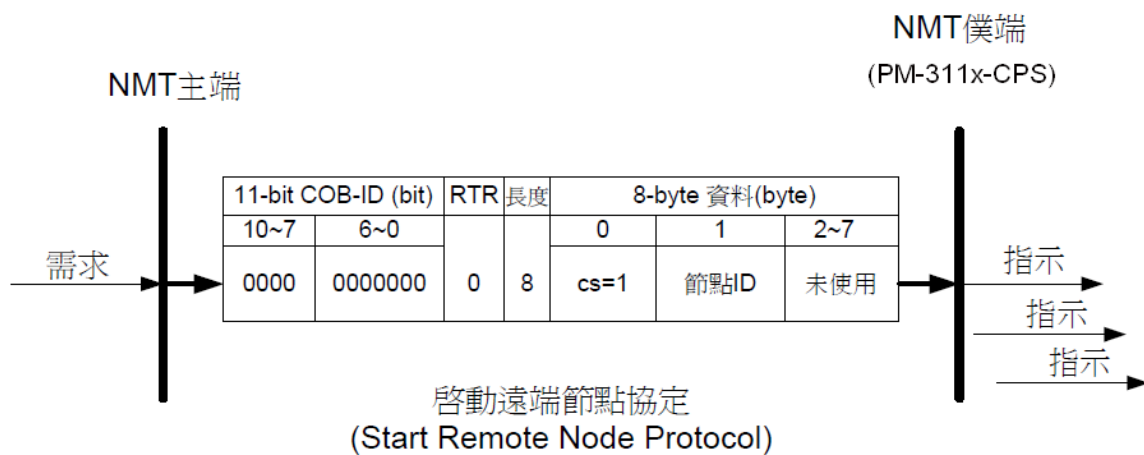 NMT僕端
(PM-311x-CPS)
NMT主端
11-bit COB-ID (bit) RTR 長度 8-byte 資料(byte)
10~7 6~0 0 1 2~7
需求 0000 0000000 0 8 cs=1 節點ID 未使用 指示
指示
指示
啓動遠端節點協定
(Start Remote Node Protocol)